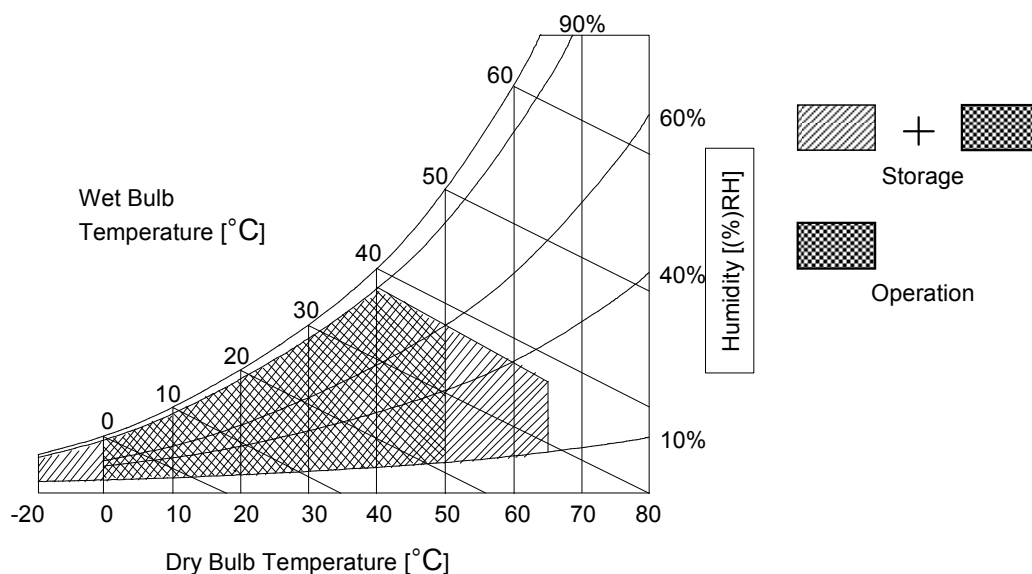 90%
60
60%
+
Storage
50
Wet Bulb
Temperature [°C]
Humidity [(%)RH]
40
40%
Operation
30
20
10
0
10%
-20 0 10 20 30 40 50 60 70 80
Dry Bulb Temperature [°C]